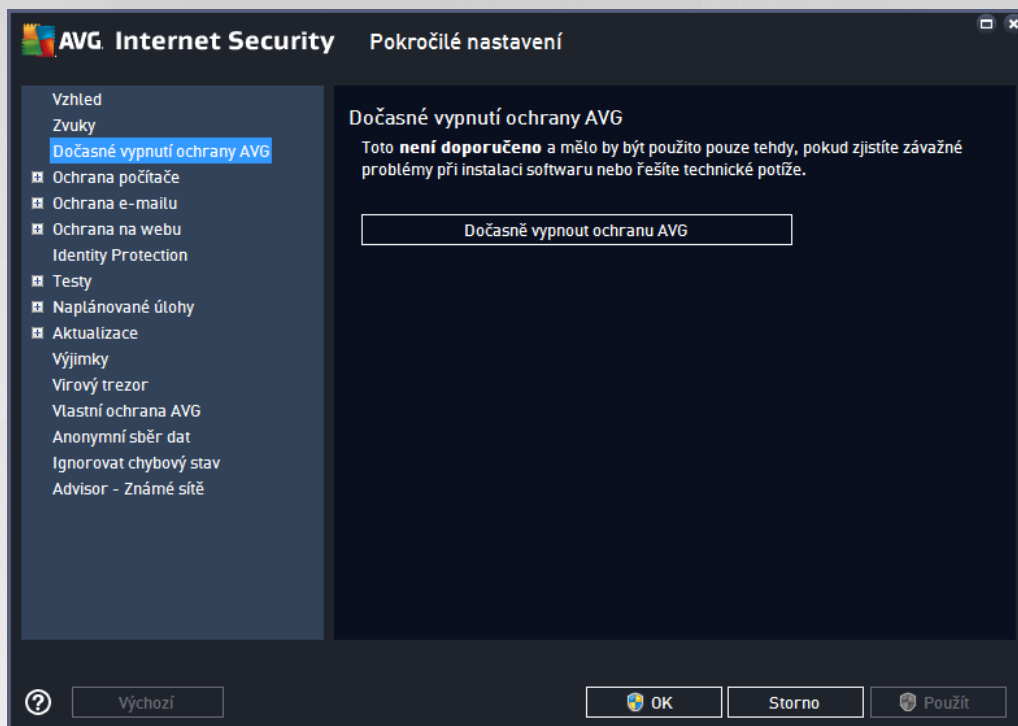 AVG. Internet Security Pokročilé nastavení
Vzhled
Zvuky
Dočasné vypnutí ochrany AVG
Ochrana počítače
Ochrana e-mailu
Ochrana na webu
Identity Protection
Testy
Naplánované úlohy
Aktualizace
Výjimky
Virový trezor
Vlastní ochrana AVG
Anonymní sběr dat
Ignorovat chybový stav
Advisor - Známé sítě
Dočasné vypnutí ochrany AVG
Toto není doporučeno a mělo by být použito pouze tehdy, pokud zjistíte závažné
problémy při instalaci softwaru nebo řešíte technické potíže.
Dočasně vypnout ochranu AVG
Výchozí
OK
Storno
Použít